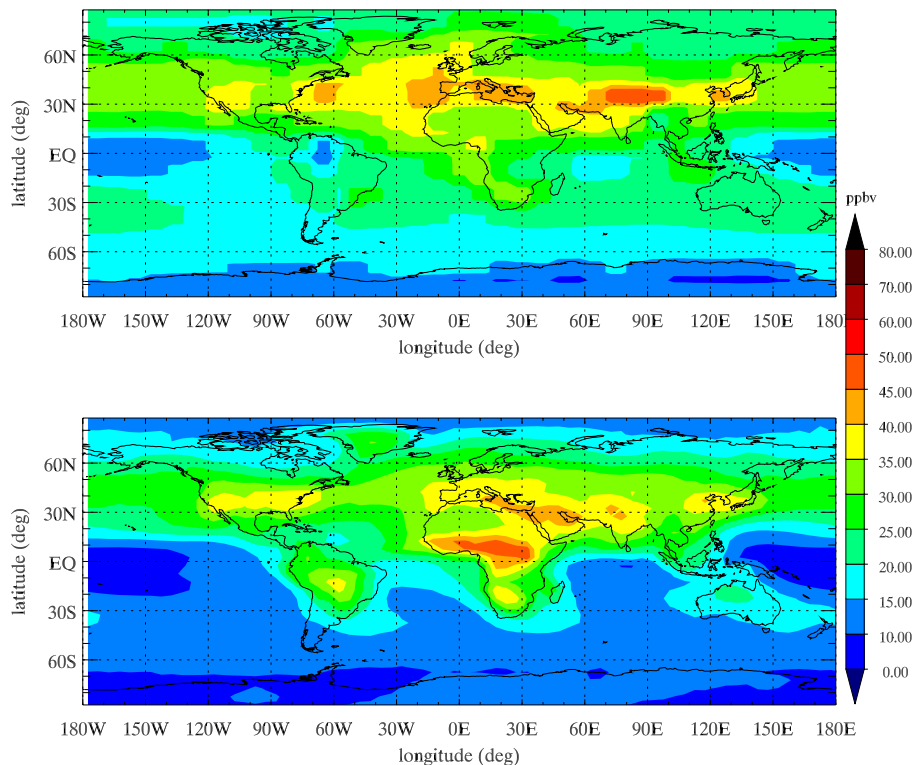 60N
30N
EQ
30S
60S
latitude (deg)
180W 150W 120W 90W 60W 30W 0E 30E 60E 90E 120E 150E 180E
longitude (deg)
ppbv
80.00
70.00
60.00
50.00
45.00
40.00
35.00
30.00
25.00
20.00
15.00
10.00
0.00
60N
30N
EQ
30S
60S
latitude (deg)
180W 150W 120W 90W 60W 30W 0E 30E 60E 90E 120E 150E 180E
longitude (deg)